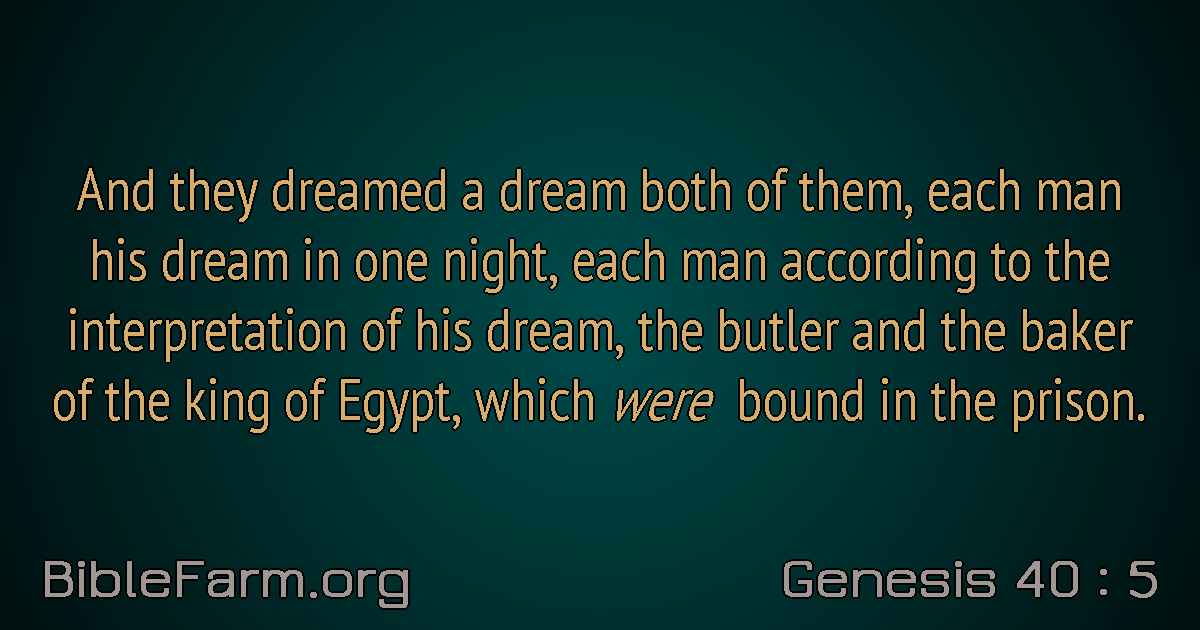 And they dreamed a dream both of them, each man
his dream in one night, each man according to the
interpretation of his dream, the butler and the baker
of the king of Egypt, which were bound in the prison.
BibleFarm.org
Genesis 40 : 5